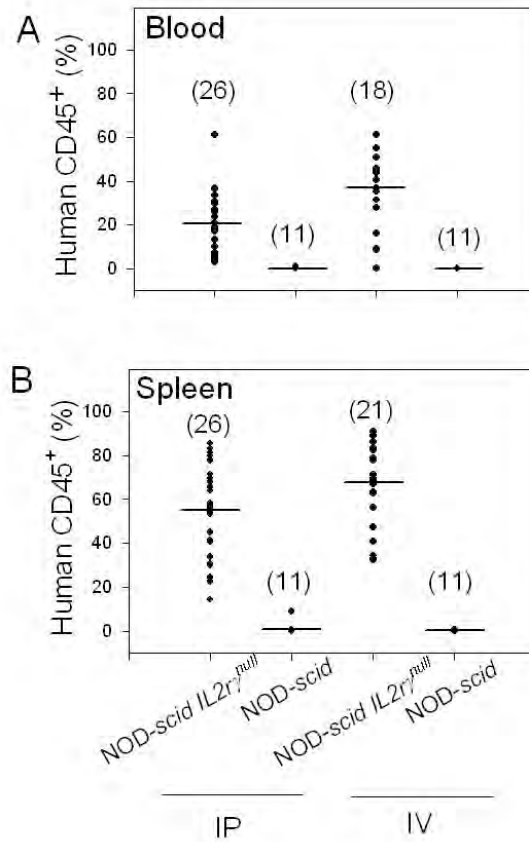 A
Blood
Human CD45+ (%)
100
80
60
40
20
0
(26)
(11)
(18)
(11)
B
Spleen
Human CD45+ (%)
100
80
60
40
20
0
(26)
(11)
(21)
(11)
NOD-scid IL2rγnull
NOD-scid
NOD-scid IL2rγnull
NOD-scid
IP
IV